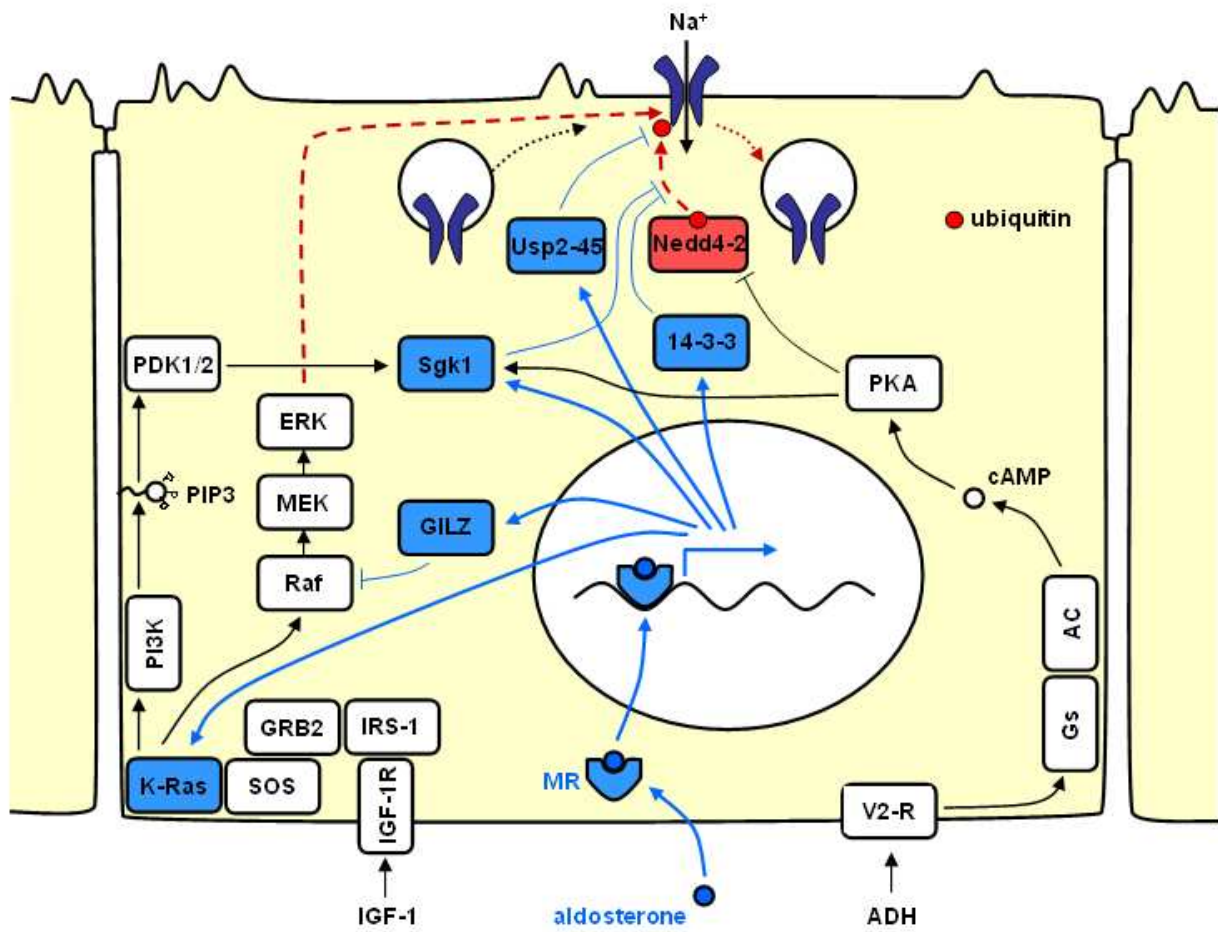 Na+
ubiquitin
Usp2-45
Nedd4-2
14-3-3
PDK1/2
Sgk1
PKA
ERK
cAMP
PIP3
MEK
GILZ
Raf
AC
PI3K
Gs
GRB2
IRS-1
K-Ras
SOS
MR
IGF-1R
V2-R
IGF-1
aldosterone
ADH